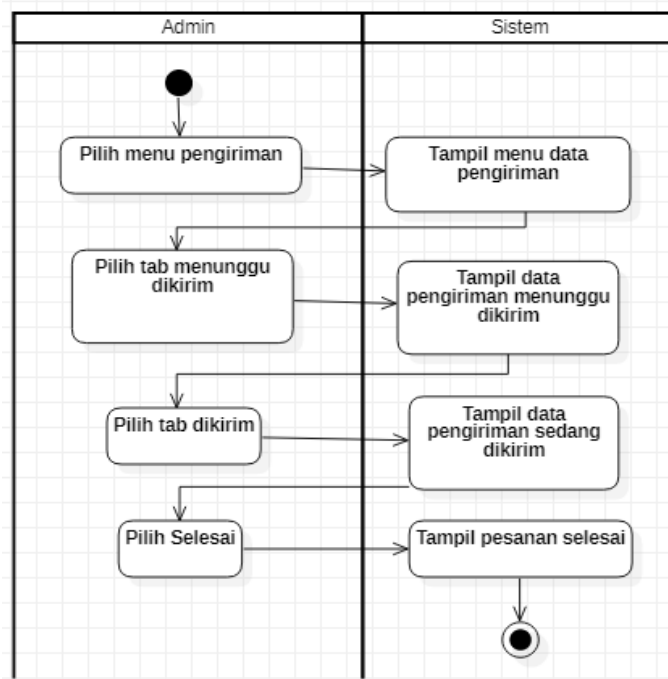 Admin
Sistem
Pilih menu pengiriman
Tampil menu data
pengiriman
Pilih tab menunggu
dikirim
Tampil data
pengiriman menunggu
dikirim
Pilih tab dikirim
Tampil data
pengiriman sedang
dikirim
Pilih Selesai
Tampil pesanan selesai